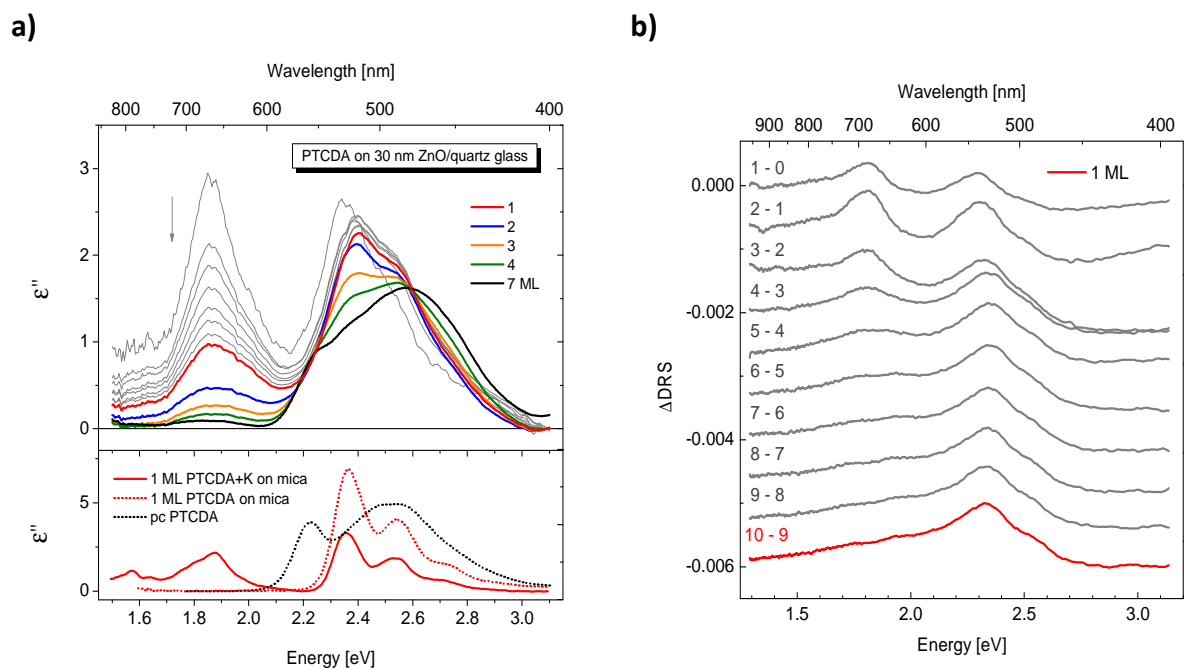 a)
Wavelength [nm]
800 700 600 500 400
PTCDA on 30 nm ZnO/quartz glass
3
2
1
0
ε''
1
2
3
4
7 ML
5
0
ε''
1 ML PTCDA+K on mica
1 ML PTCDA on mica
pc PTCDA
1.6 1.8 2.0 2.2 2.4 2.6 2.8 3.0
Energy [eV]
b)
Wavelength [nm]
900 800 700 600 500 400
1 ML
0.000
-0.002
-0.004
-0.006
ΔDRS
1 - 0
2 - 1
3 - 2
4 - 3
5 - 4
6 - 5
7 - 6
8 - 7
9 - 8
10 - 9
1.5 2.0 2.5 3.0
Energy [eV]